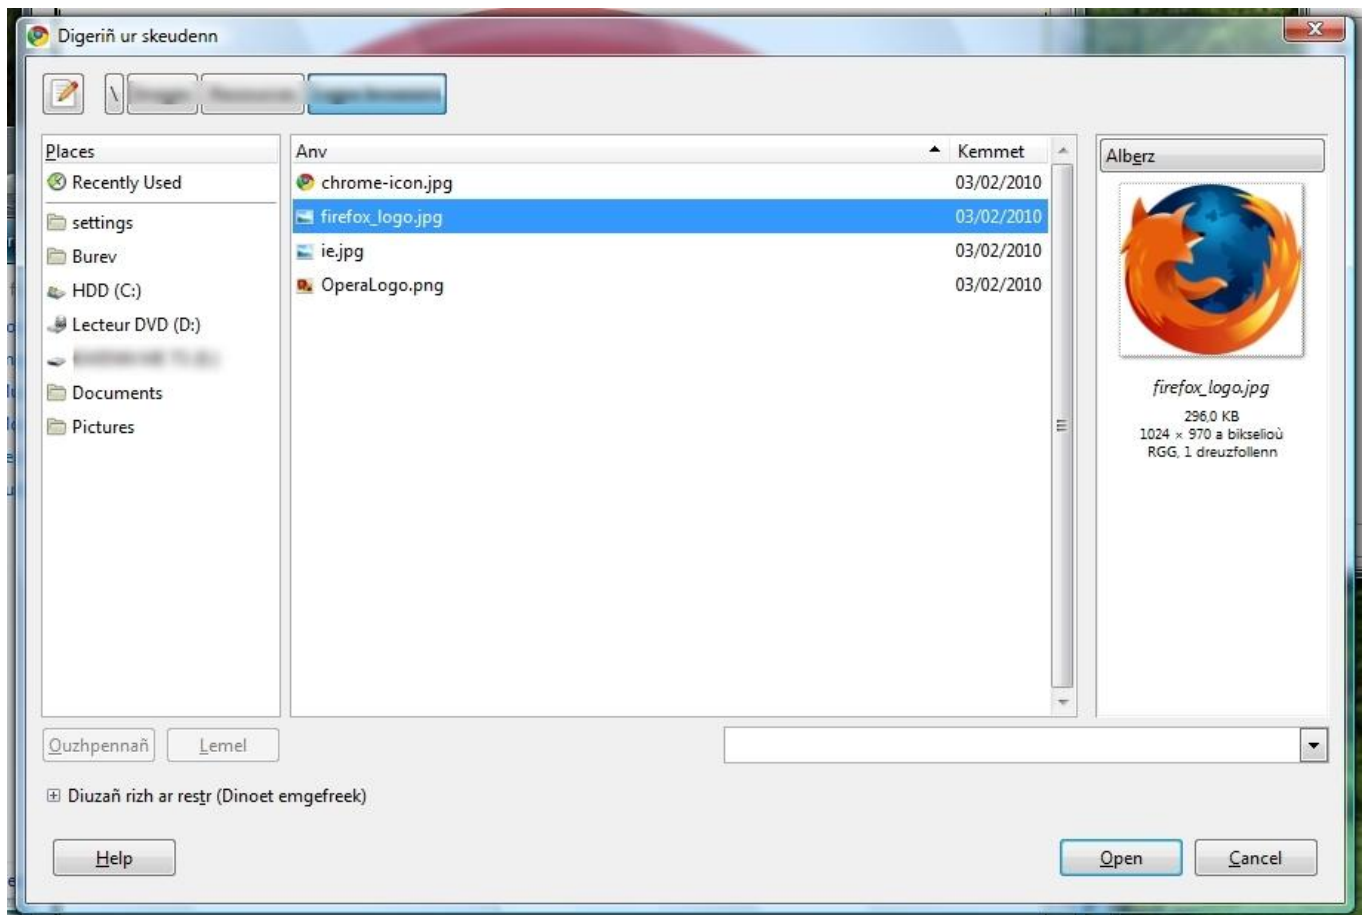 Digeriñ ur skeudenn
\
Places
Recently Used
settings
Burev
HDD (C:)
Lecteur DVD (D:)
Documents
Pictures
Anv Kemmet
chrome-icon.jpg 03/02/2010
firefox_logo.jpg 03/02/2010
ie.jpg 03/02/2010
OperaLogo.png 03/02/2010
Alberz
firefox_logo.jpg
296,0 KB
1024 × 970 a bikselioù
RGG, 1 dreuzfollenn
Ouzhpennañ Lemel
Diuzañ rizh ar restr (Dinoet emgefreek)
Help Open Cancel